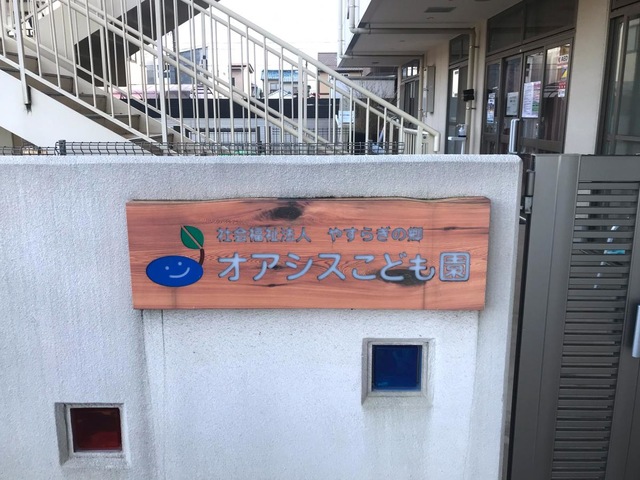 社会福祉法人　やすらぎの郷
オアシスこども園